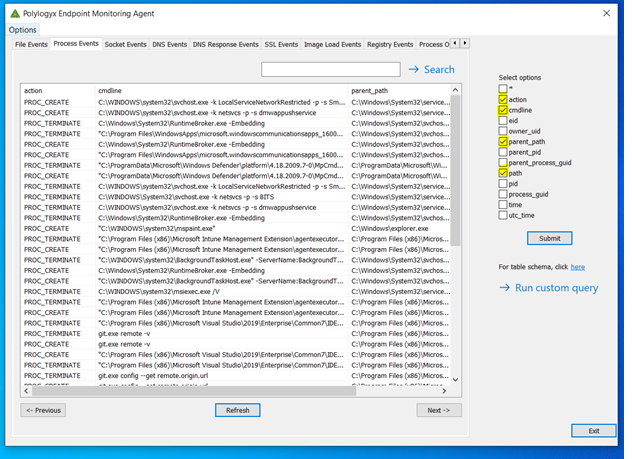 Polylogyx Endpoint Monitoring Agent
Options
File Events Process Events Socket Events DNS Events DNS Response Events SSL Events Image Load Events Registry Events Process O
Search
action cmdline parent_path
PROC_CREATE C:\WINDOWS\system32\svchost.exe -k LocalServiceNetworkRestricted -p -s Sm... C:\Windows\System32\service...
PROC_CREATE C:\WINDOWS\system32\svchost.exe -k netsvcs -p -s dmwappushservice C:\Windows\System32\service...
PROC_TERMINATE C:\Windows\System32\RuntimeBroker.exe -Embedding C:\Windows\System32\svchos...
PROC_TERMINATE "C:\Program Files\WindowsApps\microsoft.windowscommunicationsapps_1600... C:\Windows\System32\svchos...
PROC_CREATE C:\Windows\System32\RuntimeBroker.exe -Embedding C:\Windows\System32\svchos...
PROC_TERMINATE "C:\ProgramData\Microsoft\Windows Defender\platform\4.18.2009.7-0\MpCmd... C:\ProgramData\Microsoft\Wi...
PROC_TERMINATE "C:\ProgramData\Microsoft\Windows Defender\platform\4.18.2009.7-0\MpCmd... C:\ProgramData\Microsoft\Wi...
PROC_TERMINATE C:\WINDOWS\system32\svchost.exe -k LocalServiceNetworkRestricted -p -s Sm... C:\Windows\System32\service...
PROC_TERMINATE C:\WINDOWS\System32\svchost.exe -k netsvcs -p -s BITS C:\Windows\System32\service...
PROC_TERMINATE C:\WINDOWS\system32\svchost.exe -k netsvcs -p -s dmwappushservice C:\Windows\System32\service...
PROC_TERMINATE C:\Windows\System32\RuntimeBroker.exe -Embedding C:\Windows\System32\svchos...
PROC_CREATE "C:\WINDOWS\system32\mspaint.exe" C:\Windows\explorer.exe
PROC_TERMINATE "C:\Program Files (x86)\Microsoft Intune Management Extension\agentexecutor... C:\Program Files (x86)\Micros...
PROC_TERMINATE "C:\Program Files (x86)\Microsoft Intune Management Extension\agentexecutor... C:\Program Files (x86)\Micros...
PROC_TERMINATE "C:\WINDOWS\system32\BackgroundTaskHost.exe" -ServerName:BackgroundT... C:\Windows\System32\svchos...
PROC_CREATE C:\Windows\System32\RuntimeBroker.exe -Embedding C:\Windows\System32\svchos...
PROC_CREATE "C:\WINDOWS\system32\BackgroundTaskHost.exe" -ServerName:BackgroundT... C:\Windows\System32\svchos...
PROC_TERMINATE C:\WINDOWS\system32\msiexec.exe /V C:\Windows\System32\service...
PROC_CREATE "C:\Program Files (x86)\Microsoft Intune Management Extension\agentexecutor... C:\Program Files (x86)\Micros...
PROC_CREATE "C:\Program Files (x86)\Microsoft Intune Management Extension\agentexecutor... C:\Program Files (x86)\Micros...
PROC_TERMINATE "C:\Program Files (x86)\Microsoft Visual Studio\2019\Enterprise\Common7\IDE... C:\Program Files (x86)\Micros...
PROC_TERMINATE git.exe remote -v C:\Program Files (x86)\Micros...
PROC_CREATE git.exe remote -v C:\Program Files (x86)\Micros...
PROC_CREATE "C:\Program Files (x86)\Microsoft Visual Studio\2019\Enterprise\Common7\IDE... C:\Program Files (x86)\Micros...
PROC_TERMINATE "C:\Program Files (x86)\Microsoft Visual Studio\2019\Enterprise\Common7\IDE... C:\Program Files (x86)\Micros...
PROC_TERMINATE git.exe config --get remote.origin.url C:\Program Files (x86)\Micros...
<- Previous Refresh Next ->
Select options
*
action
cmdline
eid
owner_uid
parent_path
parent_pid
parent_process_guid
path
pid
process_guid
time
utc_time
Submit
For table schema, click here
Run custom query
Exit